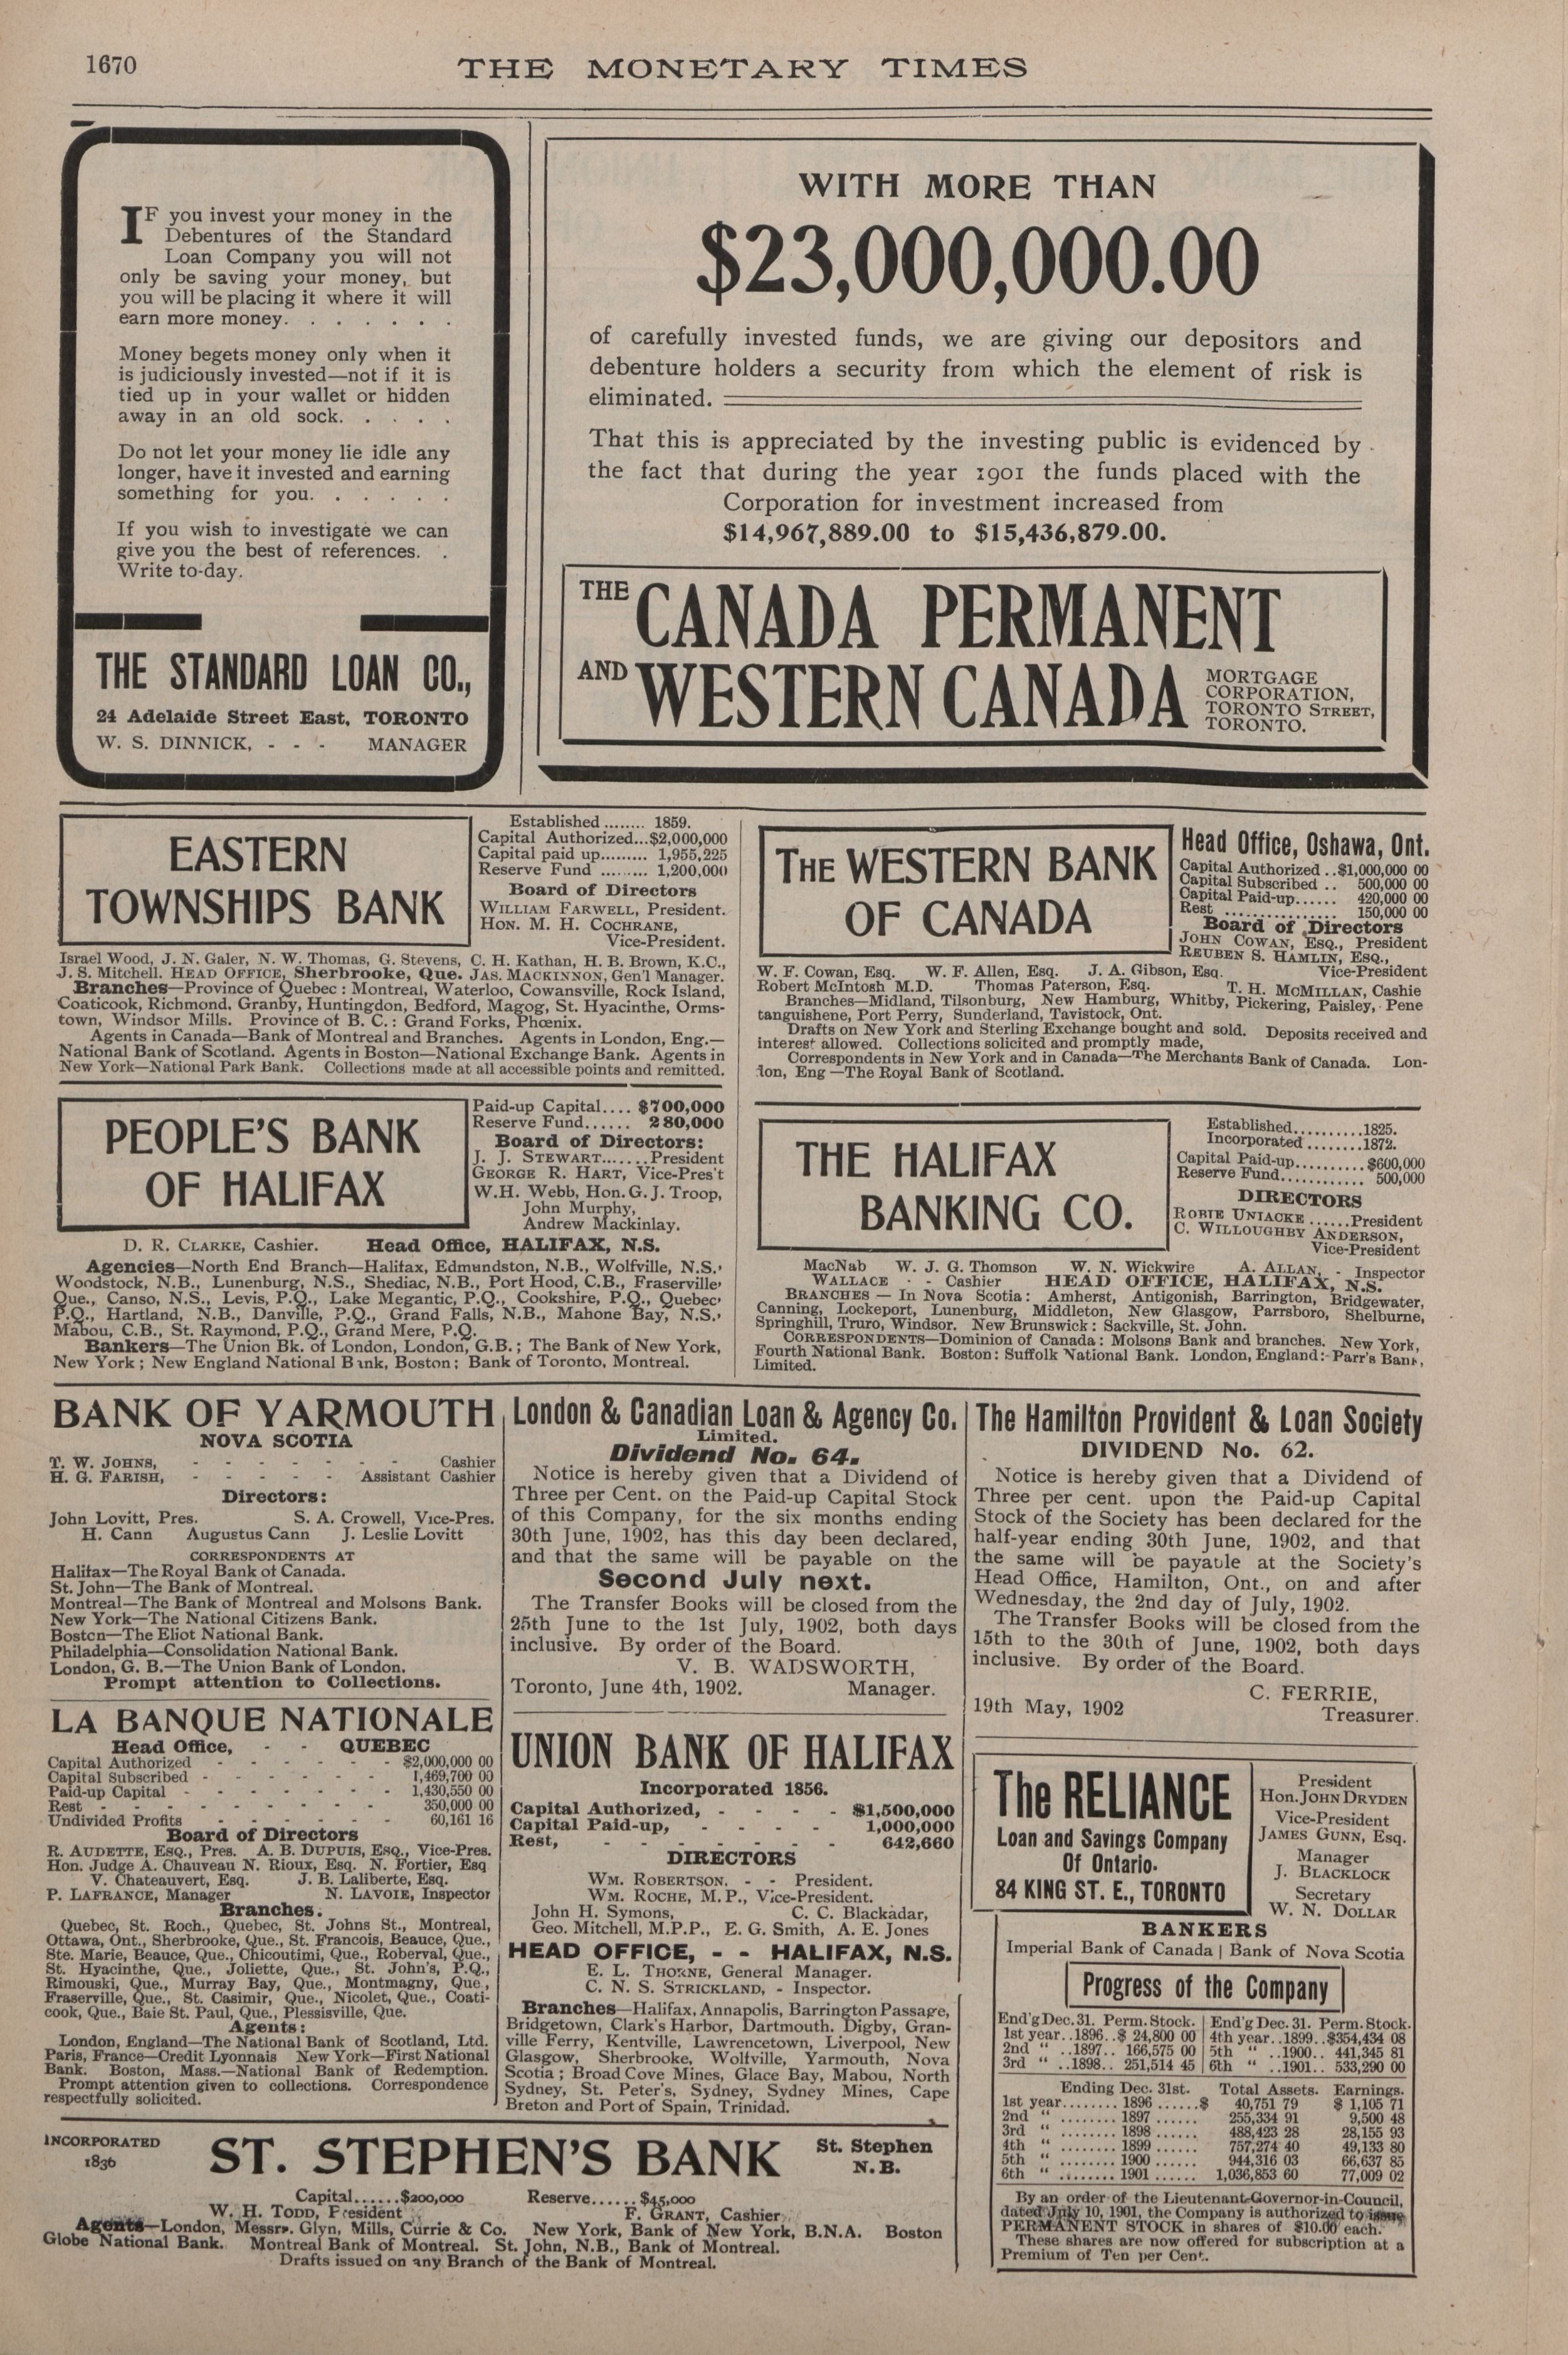 1670
THE MONETARY TIMES
IF you invest your money in the
Debentures of the Standard
Loan Company you will not
only be saving your money, but
you will be placing it where it will
earn more money. . . . . . .
Money begets money only when it
is judiciously invested—not if it is
tied up in your wallet or hidden
away in an old sock. . . . .
Do not let your money lie idle any
longer, have it invested and earning
something for you. . . . . .
If you wish to investigate we can
give you the best of references. .
Write to-day.
THE STANDARD LOAN CO.,
24 Adelaide Street East, TORONTO
W. S. DINNICK, - - - MANAGER
WITH MORE THAN
$23,000,000.00
of carefully invested funds, we are giving our depositors and
debenture holders a security from which the element of risk is
eliminated.
That this is appreciated by the investing public is evidenced by
the fact that during the year 1901 the funds placed with the
Corporation for investment increased from
$14,967,889.00 to $15,436,879.00.
THE CANADA PERMANENT
AND WESTERN CANADA
MORTGAGE
CORPORATION,
TORONTO STREET,
TORONTO.
EASTERN
TOWNSHIPS BANK
Established ........ 1859.
Capital Authorized...$2,000,000
Capital paid up......... 1,955,225
Reserve Fund ......... 1,200,000
Board of Directors
WILLIAM FARWELL, President.
HON. M. H. COCHRANE,
Vice-President.
Israel Wood, J. N. Galer, N. W. Thomas, G. Stevens, C. H. Kathan, H. B. Brown, K.C.,
J. S. Mitchell. HEAD OFFICE, Sherbrooke, Que. JAS. MACKINNON, Gen'l Manager.
Branches—Province of Quebec : Montreal, Waterloo, Cowansville, Rock Island,
Coaticook, Richmond, Granby, Huntingdon, Bedford, Magog, St. Hyacinthe, Orms-
town, Windsor Mills. Province of B. C. : Grand Forks, Phœnix.
Agents in Canada—Bank of Montreal and Branches. Agents in London, Eng.—
National Bank of Scotland. Agents in Boston—National Exchange Bank. Agents in
New York—National Park Bank. Collections made at all accessible points and remitted.
THE WESTERN BANK
OF CANADA
Head Office, Oshawa, Ont.
Capital Authorized ..$1,000,000 00
Capital Subscribed .. 500,000 00
Capital Paid-up...... 420,000 00
Rest ................ 150,000 00
Board of Directors
JOHN COWAN, ESQ., President
REUBEN S. HAMLIN, ESQ.,
Vice-President
W. F. Cowan, Esq. W. F. Allen, Esq. J. A. Gibson, Esq.
Robert McIntosh M.D. Thomas Paterson, Esq. T. H. MCMILLAN, Cashie
Branches—Midland, Tilsonburg, New Hamburg, Whitby, Pickering, Paisley, Pene
tanguishene, Port Perry, Sunderland, Tavistock, Ont.
Drafts on New York and Sterling Exchange bought and sold. Deposits received and
interest allowed. Collections solicited and promptly made,
Correspondents in New York and in Canada—The Merchants Bank of Canada. Lon-
don, Eng —The Royal Bank of Scotland.
PEOPLE'S BANK
OF HALIFAX
Paid-up Capital.... $700,000
Reserve Fund...... 280,000
Board of Directors:
J. J. STEWART.......President
GEORGE R. HART, Vice-Pres't
W.H. Webb, Hon. G. J. Troop,
John Murphy,
Andrew Mackinlay.
D. R. CLARKE, Cashier. Head Office, HALIFAX, N.S.
Agencies—North End Branch—Halifax, Edmundston, N.B., Wolfville, N.S.,
Woodstock, N.B., Lunenburg, N.S., Shediac, N.B., Port Hood, C.B., Fraserville,
Que., Canso, N.S., Levis, P.Q., Lake Megantic, P.Q., Cookshire, P.Q., Quebec,
P.Q., Hartland, N.B., Danville, P.Q., Grand Falls, N.B., Mahone Bay, N.S.,
Mabou, C.B., St. Raymond, P.Q., Grand Mere, P.Q.
Bankers—The Union Bk. of London, London, G.B. ; The Bank of New York,
New York ; New England National Bank, Boston ; Bank of Toronto, Montreal.
THE HALIFAX
BANKING CO.
Established..........1825.
Incorporated.........1872.
Capital Paid-up..........$600,000
Reserve Fund............ 500,000
DIRECTORS
ROBIE UNIACKE ......President
C. WILLOUGHBY ANDERSON,
Vice-President
MacNab W. J. G. Thomson W. N. Wickwire A. ALLAN, - Inspector
WALLACE - - Cashier HEAD OFFICE, HALIFAX, N.S.
BRANCHES — In Nova Scotia: Amherst, Antigonish, Barrington, Bridgewater,
Canning, Lockeport, Lunenburg, Middleton, New Glasgow, Parrsboro, Shelburne,
Springhill, Truro, Windsor. New Brunswick : Sackville, St. John.
CORRESPONDENTS—Dominion of Canada : Molsons Bank and branches. New York,
Fourth National Bank. Boston: Suffolk National Bank. London, England: Parr's Bank,
Limited.
BANK OF YARMOUTH
NOVA SCOTIA
T. W. JOHNS, - - - - - - - Cashier
H. G. FARISH, - - - - - Assistant Cashier
Directors:
John Lovitt, Pres. S. A. Crowell, Vice-Pres.
H. Cann Augustus Cann J. Leslie Lovitt
CORRESPONDENTS AT
Halifax—The Royal Bank of Canada.
St. John—The Bank of Montreal.
Montreal—The Bank of Montreal and Molsons Bank.
New York—The National Citizens Bank.
Boston—The Eliot National Bank.
Philadelphia—Consolidation National Bank.
London, G. B.—The Union Bank of London.
Prompt attention to Collections.
LA BANQUE NATIONALE
Head Office, - - QUEBEC
Capital Authorized - - - - - - $2,000,000 00
Capital Subscribed - - - - - - 1,469,700 00
Paid-up Capital - - - - - - - 1,430,550 00
Rest - - - - - - - - - 350,000 00
Undivided Profits - - - - - - 60,161 16
Board of Directors
R. AUDETTE, ESQ., Pres. A. B. DUPUIS, ESQ., Vice-Pres.
Hon. Judge A. Chauveau N. Rioux, Esq. N. Fortier, Esq
V. Chateauvert, Esq. J. B. Laliberte, Esq.
P. LAFRANCE, Manager N. LAVOIE, Inspector
Branches.
Quebec, St. Roch., Quebec, St. Johns St., Montreal,
Ottawa, Ont., Sherbrooke, Que., St. Francois, Beauce, Que.,
Ste. Marie, Beauce, Que., Chicoutimi, Que., Roberval, Que.,
St. Hyacinthe, Que., Joliette, Que., St. John's, P.Q.,
Rimouski, Que., Murray Bay, Que., Montmagny, Que.,
Fraserville, Que., St. Casimir, Que., Nicolet, Que., Coati-
cook, Que., Baie St. Paul, Que., Plessisville, Que.
Agents:
London, England—The National Bank of Scotland, Ltd.
Paris, France—Credit Lyonnais New York—First National
Bank. Boston, Mass.—National Bank of Redemption.
Prompt attention given to collections. Correspondence
respectfully solicited.
London & Canadian Loan & Agency Co.
Limited.
Dividend No. 64.
Notice is hereby given that a Dividend of
Three per Cent. on the Paid-up Capital Stock
of this Company, for the six months ending
30th June, 1902, has this day been declared,
and that the same will be payable on the
Second July next.
The Transfer Books will be closed from the
25th June to the 1st July, 1902, both days
inclusive. By order of the Board.
V. B. WADSWORTH,
Toronto, June 4th, 1902. Manager.
UNION BANK OF HALIFAX
Incorporated 1856.
Capital Authorized, - - - - $1,500,000
Capital Paid-up, - - - - 1,000,000
Rest, - - - - - - - 642,660
DIRECTORS
WM. ROBERTSON, - - President.
WM. ROCHE, M.P., Vice-President.
John H. Symons, C. C. Blackadar,
Geo. Mitchell, M.P.P., E. G. Smith, A. E. Jones
HEAD OFFICE, - - HALIFAX, N.S.
E. L. THORNE, General Manager.
C. N. S. STRICKLAND, - Inspector.
Branches—Halifax, Annapolis, Barrington Passage,
Bridgetown, Clark's Harbor, Dartmouth. Digby, Gran-
ville Ferry, Kentville, Lawrencetown, Liverpool, New
Glasgow, Sherbrooke, Wolfville, Yarmouth, Nova
Scotia ; Broad Cove Mines, Glace Bay, Mabou, North
Sydney, St. Peter's, Sydney, Sydney Mines, Cape
Breton and Port of Spain, Trinidad.
The Hamilton Provident & Loan Society
DIVIDEND No. 62.
Notice is hereby given that a Dividend of
Three per cent. upon the Paid-up Capital
Stock of the Society has been declared for the
half-year ending 30th June, 1902, and that
the same will be payable at the Society's
Head Office, Hamilton, Ont., on and after
Wednesday, the 2nd day of July, 1902.
The Transfer Books will be closed from the
15th to the 30th of June, 1902, both days
inclusive. By order of the Board.
C. FERRIE,
19th May, 1902 Treasurer.
The RELIANCE
Loan and Savings Company
Of Ontario.
84 KING ST. E., TORONTO
President
Hon. JOHN DRYDEN
Vice-President
JAMES GUNN, Esq.
Manager
J. BLACKLOCK
Secretary
W. N. DOLLAR
BANKERS
Imperial Bank of Canada | Bank of Nova Scotia
Progress of the Company
End'g Dec. 31. Perm. Stock. End'g Dec. 31. Perm. Stock.
1st year..1896..$ 24,800 00 4th year..1899..$354,434 08
2nd " ..1897.. 166,575 00 5th " ..1900.. 441,345 81
3rd " ..1898.. 251,514 45 6th " ..1901.. 533,290 00
Ending Dec. 31st. Total Assets. Earnings.
1st year........ 1896 ......$ 40,751 79 $ 1,105 71
2nd " ........ 1897 ...... 255,334 91 9,500 48
3rd " ........ 1898 ...... 488,423 28 28,155 93
4th " ........ 1899 ...... 757,274 40 49,133 80
5th " ........ 1900 ...... 944,316 03 66,637 85
6th " ........ 1901 ...... 1,036,853 60 77,009 02
By an order of the Lieutenant-Governor-in-Council,
dated July 10, 1901, the Company is authorized to issue
PERMANENT STOCK in shares of $10.00 each.
These shares are now offered for subscription at a
Premium of Ten per Cent.
INCORPORATED
1836
ST. STEPHEN'S BANK
St. Stephen
N.B.
Capital......$200,000 Reserve......$45,000
W. H. TODD, President F. GRANT, Cashier
Agents—London, Messrs. Glyn, Mills, Currie & Co. New York, Bank of New York, B.N.A. Boston
Globe National Bank. Montreal Bank of Montreal. St. John, N.B., Bank of Montreal.
Drafts issued on any Branch of the Bank of Montreal.